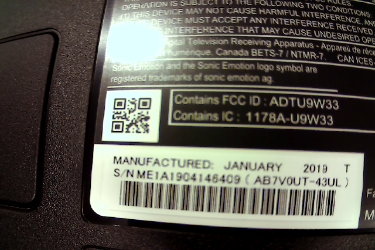 OPERATION IS SUBJECT TO THE FOLLOWING TWO CONDITIONS
THIS DEVICE MAY NOT CAUSE HARMFUL INTERFERENCE, AND
DEVICE MUST ACCEPT ANY INTERFERENCE RECEIVED
INTERFERENCE THAT MAY CAUSE UNDESIRED OPE
Television Receiving Apparatus - Appareil de récep
numérique, Canada BETS-7 / NTMR-7. CAN ICES-
Sonic Emotion and the Sonic Emotion logo symbol are
registered trademarks of sonic emotion ag.
Contains FCC ID : ADTU9W33
Contains IC : 1178A-U9W33
MANUFACTURED: JANUARY 2019 T
S/N ME1A1904146409 ( AB7V0UT-43UL )
Fa
M